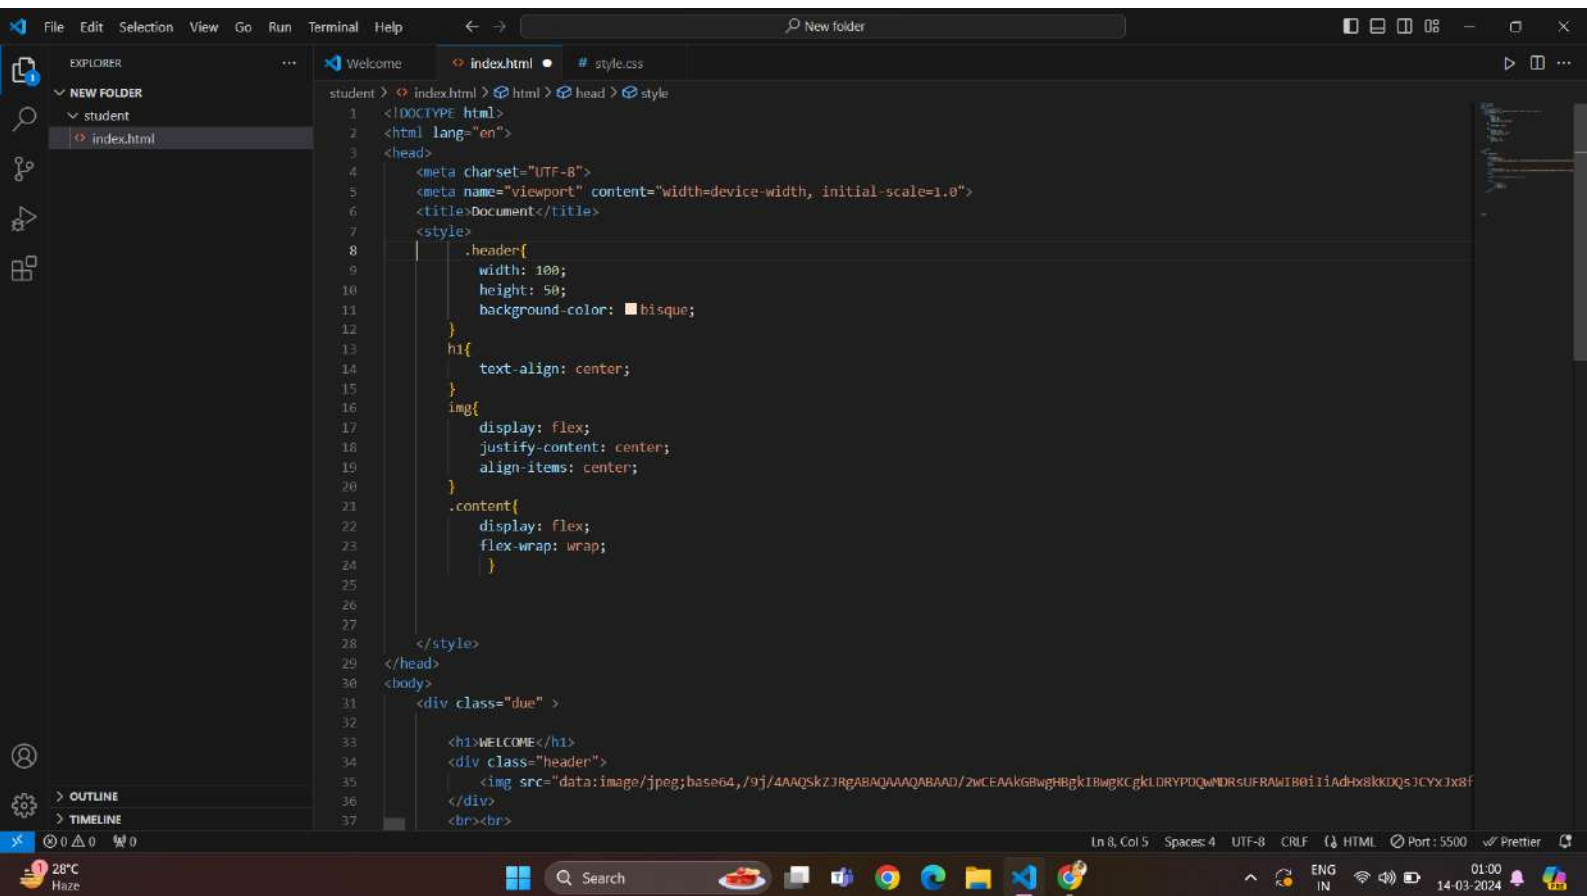 File Edit Selection View Go Run Terminal Help
New folder
EXPLORER
Welcome
index.html
# style.css
NEW FOLDER
student
index.html
student > index.html > html > head > style
1 <!DOCTYPE html>
2 <html lang="en">
3 <head>
4 <meta charset="UTF-8">
5 <meta name="viewport" content="width=device-width, initial-scale=1.0">
6 <title>Document</title>
7 <style>
8 .header{
9 width: 100;
10 height: 50;
11 background-color: bisque;
12 }
13 h1{
14 text-align: center;
15 }
16 img{
17 display: flex;
18 justify-content: center;
19 align-items: center;
20 }
21 .content{
22 display: flex;
23 flex-wrap: wrap;
24 }
25
26
27
28 </style>
29 </head>
30 <body>
31 <div class="due" >
32
33 <h1>WELCOME</h1>
34 <div class="header">
35 <img src="data:image/jpeg;base64,/9j/
36 </div>
37 <br><br>
OUTLINE
TIMELINE
0 0 0 Ln 8, Col 5 Spaces: 4 UTF-8 CRLF HTML Port : 5500 Prettier
1 28°C
Haze
Search
ENG
IN
01:00
14-03-2024
PRE